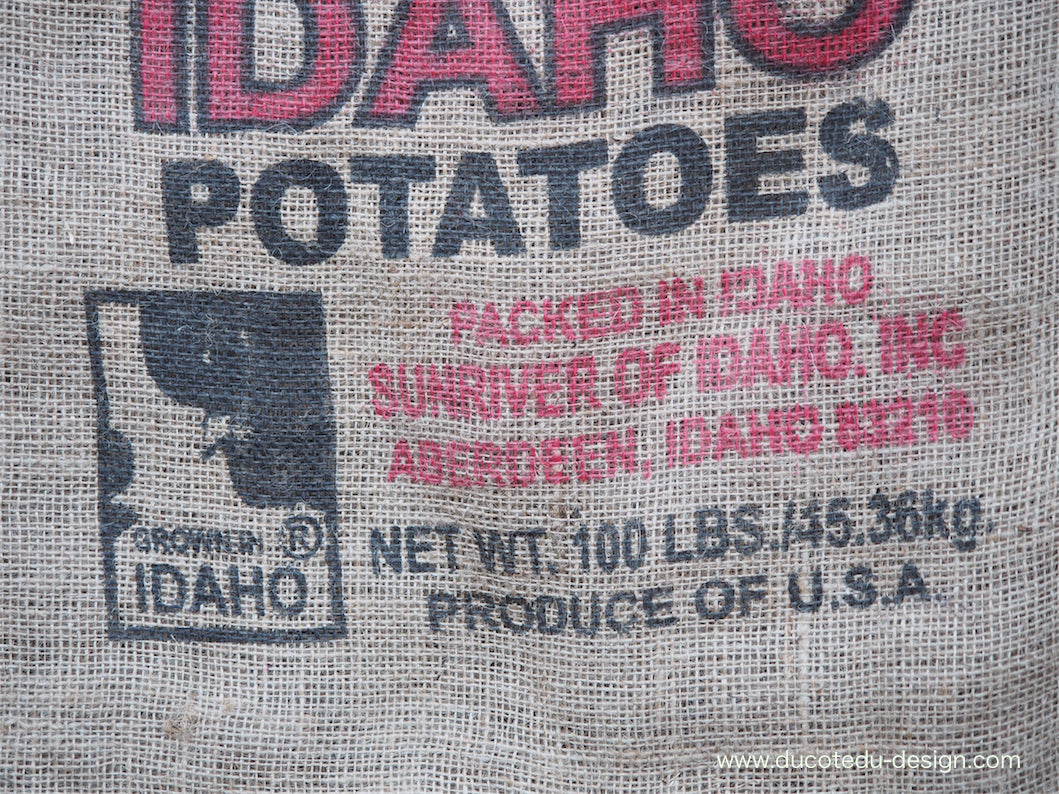 IDAHO
POTATOES
PACKED IN IDAHO
SUNRIVER OF IDAHO, INC
ABERDEEN, IDAHO 83210
GROWN IN ®
IDAHO
NET WT. 100 LBS./45.36kg.
PRODUCE OF U.S.A.
www.ducotedu-design.com